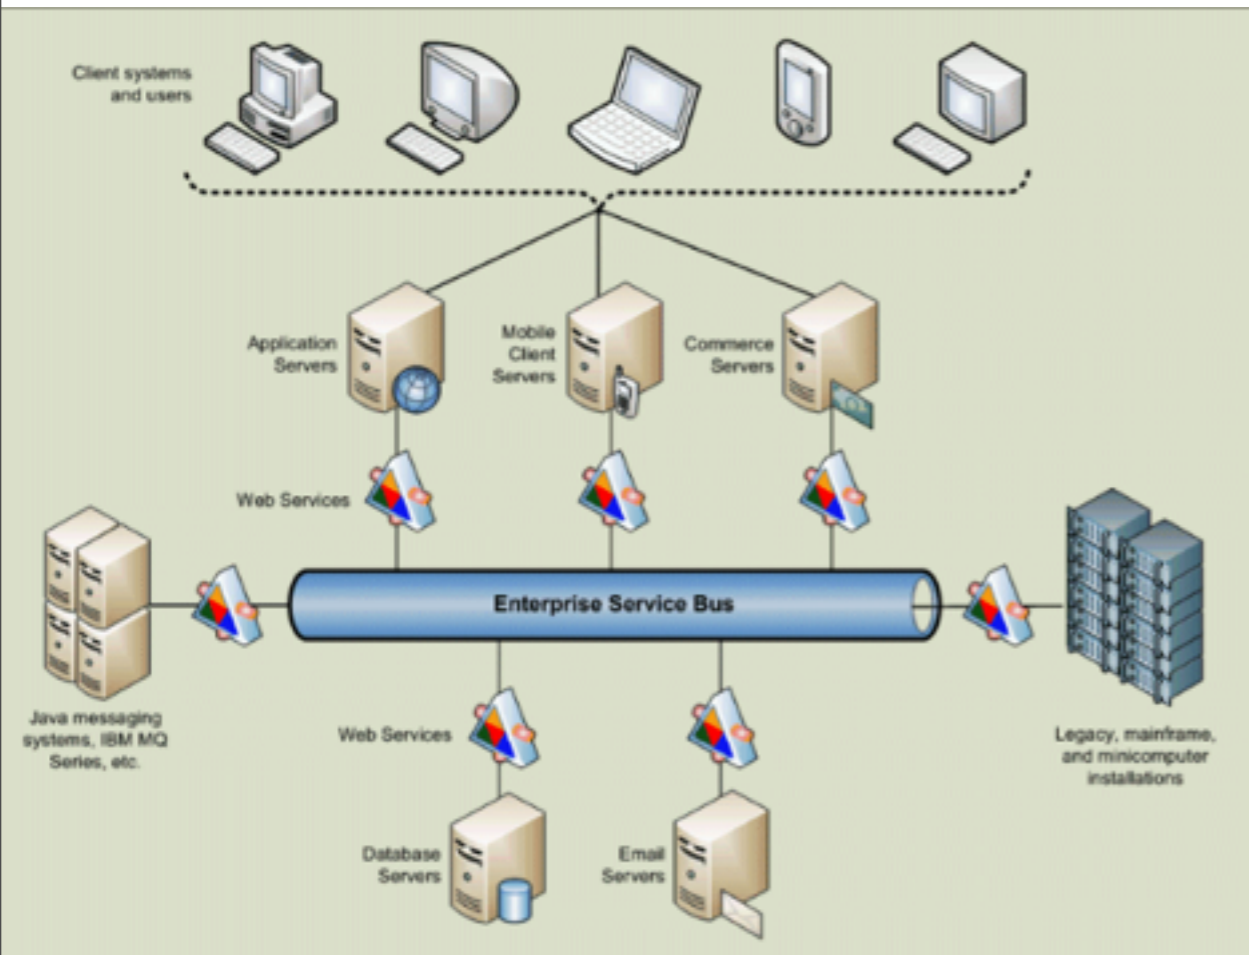 Client systems
and users
Application
Servers
Mobile
Client
Servers
Commerce
Servers
Web Services
Enterprise Service Bus
Java messaging
systems, IBM MQ
Series, etc.
Legacy, mainframe,
and minicomputer
installations
Web Services
Database
Servers
Email
Servers